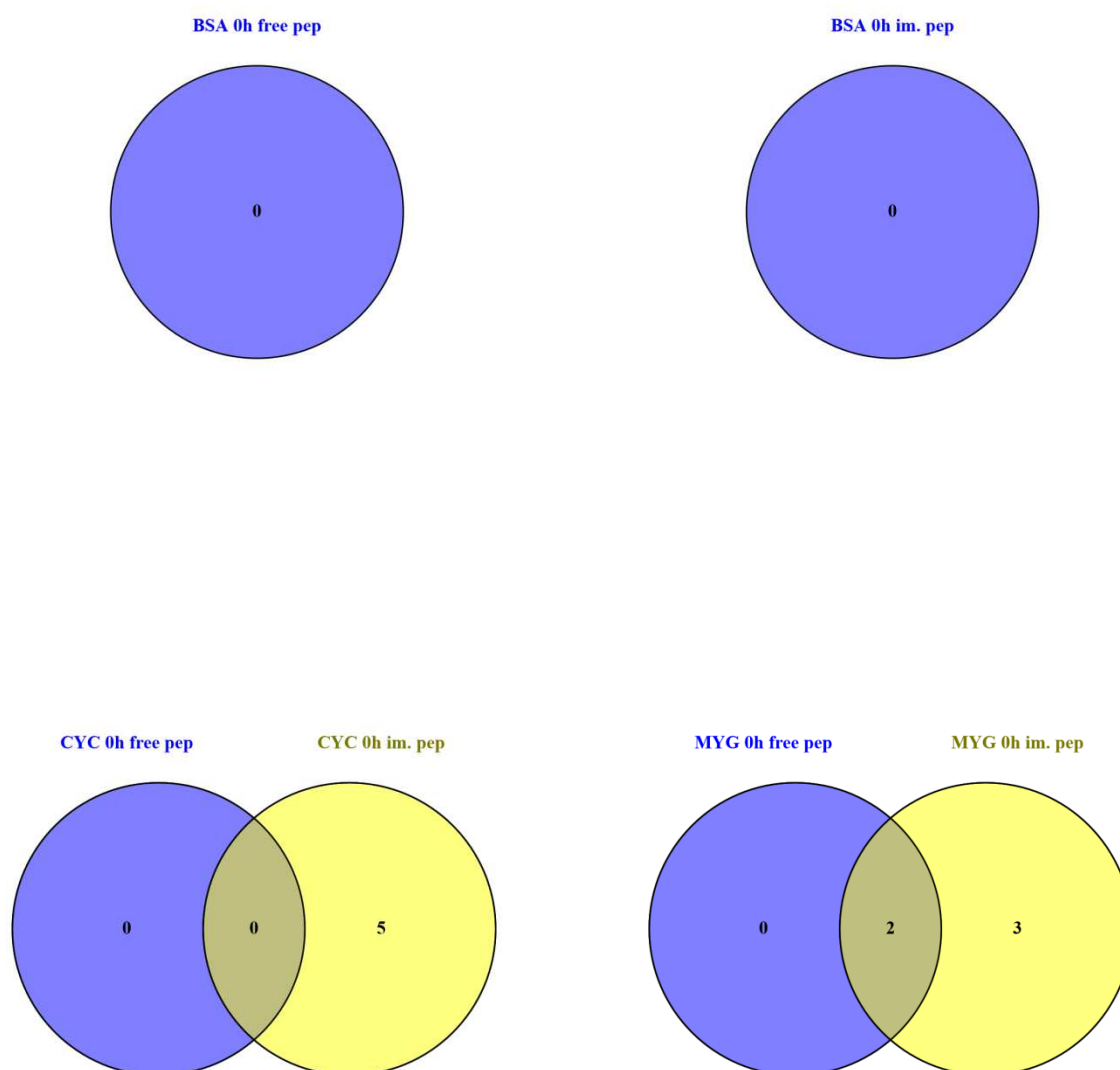 BSA 0h free pep
BSA 0h im. pep
0
0
CYC 0h free pep
CYC 0h im. pep
MYG 0h free pep
MYG 0h im. pep
0
0
5
0
2
3